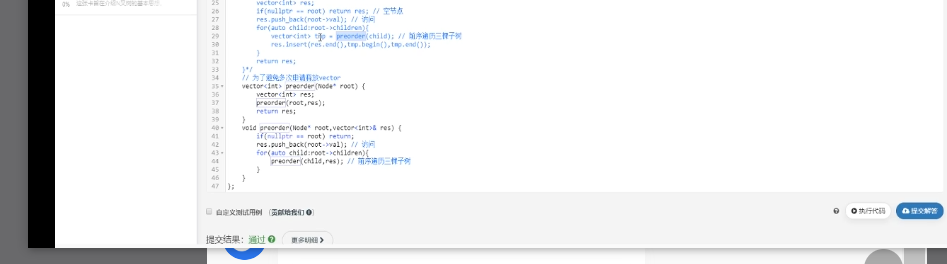 25 vector<int> res;
26 if(nullptr == root) return res; // 空节点
27 res.push_back(root->val); // 访问
28 for(auto child:root->children){
29 vector<int> tmp = preorder(child); // 前序遍历三棵子树
30 res.insert(res.end(),tmp.begin(),tmp.end());
31 }
32 return res;
33 }*/
34 // 为了避免多次申请释放vector
35 vector<int> preorder(Node* root) {
36 vector<int> res;
37 preorder(root,res);
38 return res;
39 }
40 void preorder(Node* root,vector<int>& res) {
41 if(nullptr == root) return;
42 res.push_back(root->val); // 访问
43 for(auto child:root->children){
44 preorder(child,res); // 前序遍历三棵子树
45 }
46 }
47 };
自定义测试用例 (贡献给我们)
执行代码
提交解答
提交结果: 通过
更多明细 >